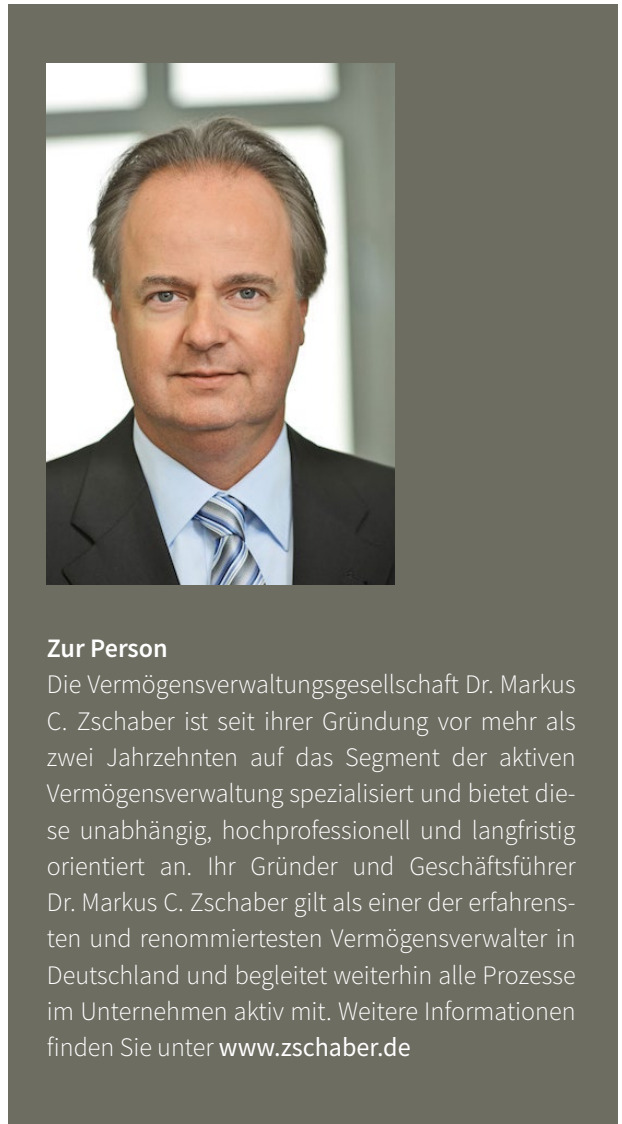 Zur Person
Die Vermögensverwaltungsgesellschaft Dr. Markus
C. Zschaber ist seit ihrer Gründung vor mehr als
zwei Jahrzehnten auf das Segment der aktiven
Vermögensverwaltung spezialisiert und bietet die-
se unabhängig, hochprofessionell und langfristig
orientiert an. Ihr Gründer und Geschäftsführer
Dr. Markus C. Zschaber gilt als einer der erfahrens-
ten und renommiertesten Vermögensverwalter in
Deutschland und begleitet weiterhin alle Prozesse
im Unternehmen aktiv mit. Weitere Informationen
finden Sie unter www.zschaber.de